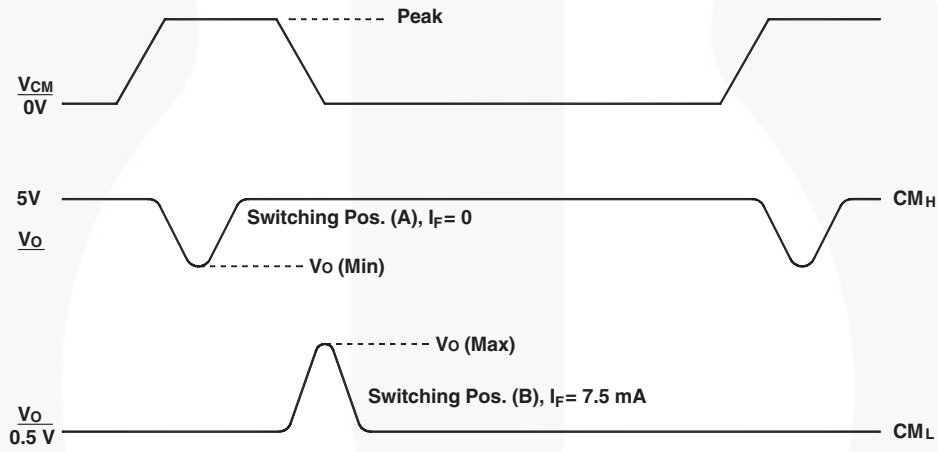 Peak
VCM
0V
5V
CMH
Switching Pos. (A), IF= 0
VO
VO (Min)
VO (Max)
Switching Pos. (B), IF= 7.5 mA
VO
0.5 V
CML